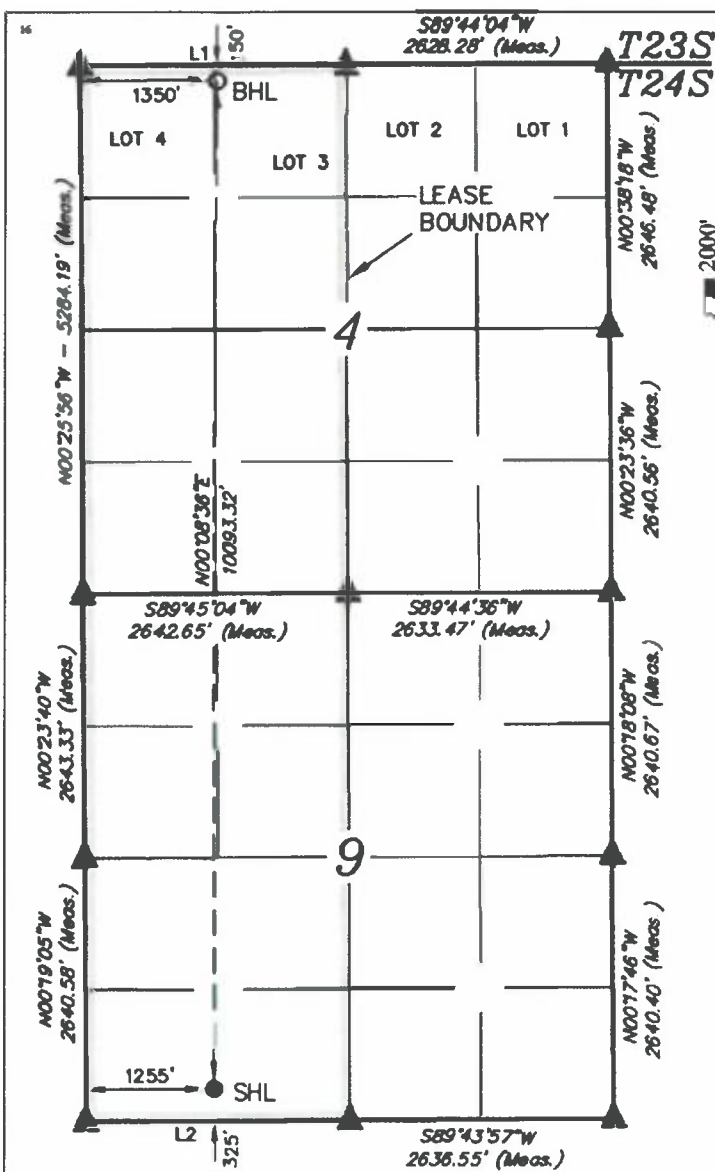 16
S89°44'04"W
2628.28' (Meas.)
T23S
T24S
L1
150'
1350'
BHL
LOT 4
LOT 3
LOT 2
LOT 1
LEASE
BOUNDARY
N00°38'18"W
2646.48' (Meas.)
2000'
N00°25'56"W – 5284.19' (Meas.)
4
N00°23'36"W
2640.56' (Meas.)
N00°08'36"E
10093.32'
S89°45'04"W
2642.65' (Meas.)
S89°44'36"W
2633.47' (Meas.)
N00°23'40"W
2643.33' (Meas.)
N00°18'08"W
2640.67' (Meas.)
9
N00°19'05"W
2640.58' (Meas.)
N00°17'46"W
2640.40' (Meas.)
1255'
SHL
L2
325'
S89°43'57"W
2636.55' (Meas.)